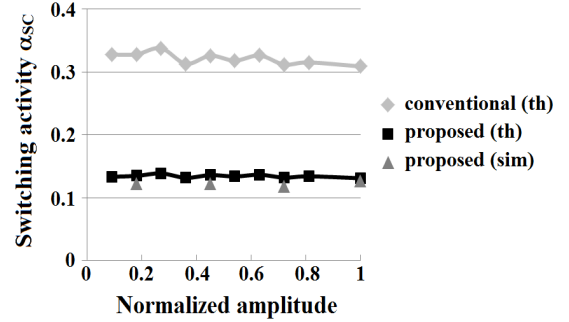 Switching activity αSC
0.4
0.3
0.2
0.1
0
0 0.2 0.4 0.6 0.8 1
Normalized amplitude
conventional (th)
proposed (th)
proposed (sim)